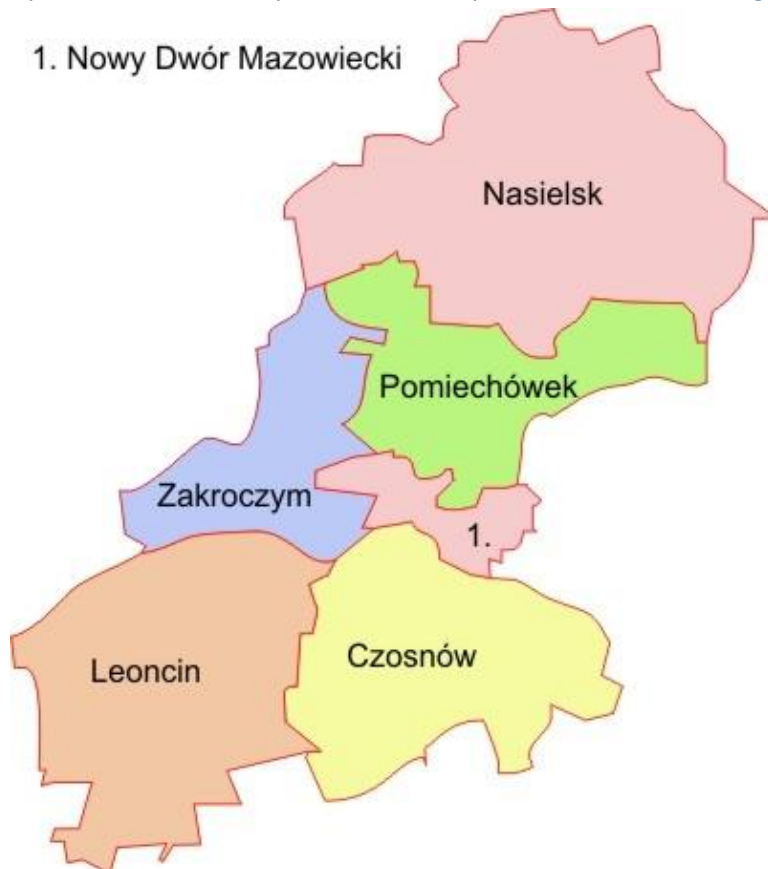 1. Nowy Dwór Mazowiecki
Nasielsk
Pomiechówek
Zakroczym
1.
Leoncin
Czosnów